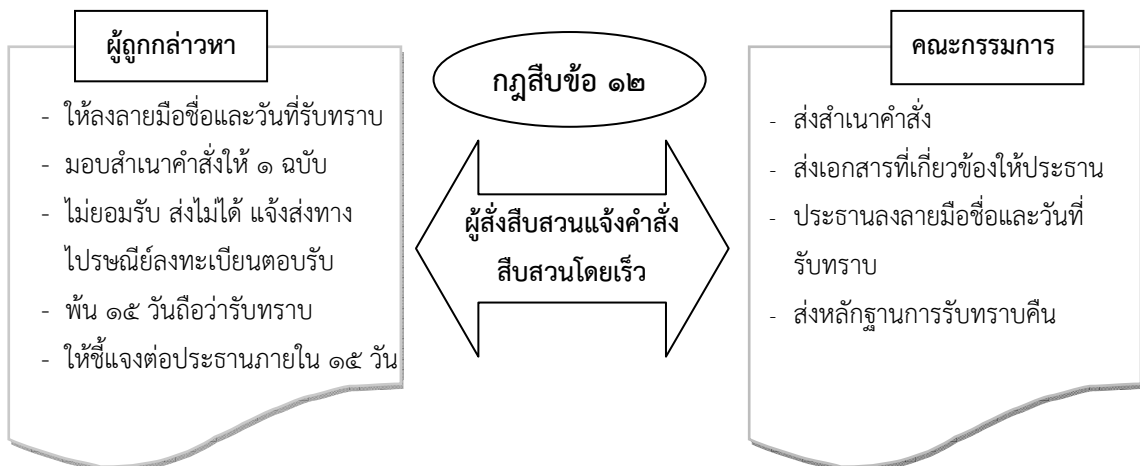 ผู้ถูกกล่าวหา
- ให้ลงลายมือชื่อและวันที่รับทราบ
- มอบสำเนาคำสั่งให้ ๑ ฉบับ
- ไม่ยอมรับ ส่งไม่ได้ แจ้งส่งทาง
ไปรษณีย์ลงทะเบียนตอบรับ
- พ้น ๑๕ วันถือว่ารับทราบ
- ให้ชี้แจงต่อประธานภายใน ๑๕ วัน
กฎสืบข้อ ๑๒
ผู้สั่งสืบสวนแจ้งคำสั่ง
สืบสวนโดยเร็ว
คณะกรรมการ
- ส่งสำเนาคำสั่ง
- ส่งเอกสารที่เกี่ยวข้องให้ประธาน
- ประธานลงลายมือชื่อและวันที่
รับทราบ
- ส่งหลักฐานการรับทราบคืน